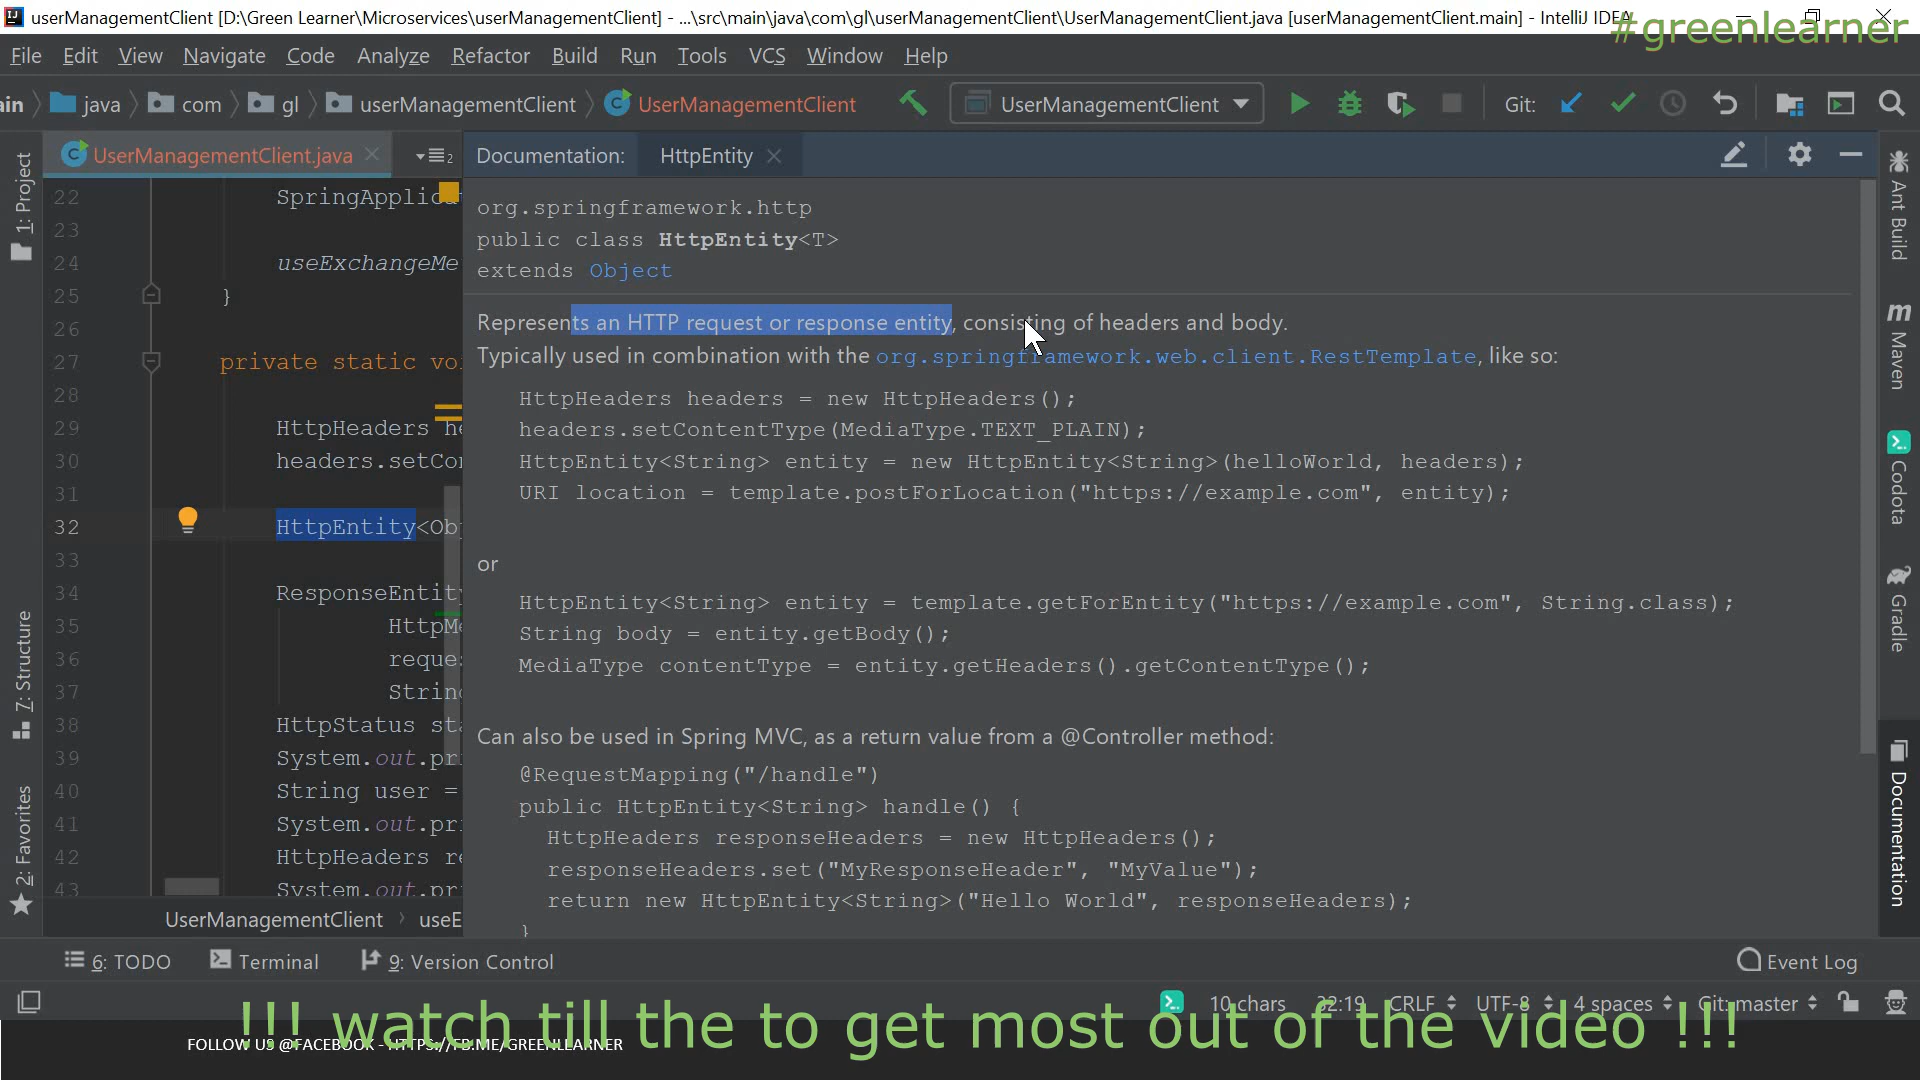 userManagementClient [D:\Green Learner\Microservices\userManagementClient] - ...\src\main\java\com\gl\userManagementClient\UserManagementClient.java [userManagementClient.main] - IntelliJ IDEA
#greenlearner
File Edit View Navigate Code Analyze Refactor Build Run Tools VCS Window Help
ain java com gl userManagementClient UserManagementClient UserManagementClient Git:
UserManagementClient.java 2 Documentation: HttpEntity
1: Project
7: Structure
2: Favorites
22 SpringApplic
23
24 useExchangeMe
25 }
26
27 private static vo
28
29 HttpHeaders he
30 headers.setCo
31
32 HttpEntity<Ob
33
34 ResponseEntity
35 HttpMe
36 reque
37 String
38 HttpStatus sta
39 System.out.pr
40 String user =
41 System.out.pr
42 HttpHeaders re
43 System.out.pr
UserManagementClient useE
org.springframework.http
public class HttpEntity<T>
extends Object
Represents an HTTP request or response entity, consisting of headers and body.
Typically used in combination with the org.springframework.web.client.RestTemplate, like so:
HttpHeaders headers = new HttpHeaders();
headers.setContentType(MediaType.TEXT_PLAIN);
HttpEntity<String> entity = new HttpEntity<String>(helloWorld, headers);
URI location = template.postForLocation("https://example.com", entity);
or
HttpEntity<String> entity = template.getForEntity("https://example.com", String.class);
String body = entity.getBody();
MediaType contentType = entity.getHeaders().getContentType();
Can also be used in Spring MVC, as a return value from a @Controller method:
@RequestMapping("/handle")
public HttpEntity<String> handle() {
HttpHeaders responseHeaders = new HttpHeaders();
responseHeaders.set("MyResponseHeader", "MyValue");
return new HttpEntity<String>("Hello World", responseHeaders);
}
Ant Build
m Maven
Codota
Gradle
Documentation
6: TODO Terminal 9: Version Control Event Log
10 chars 32:19 CRLF UTF-8 4 spaces Git: master
!!! watch till the to get most out of the video !!!
FOLLOW US @FACEBOOK - HTTPS://FB.ME/GREENLEARNER